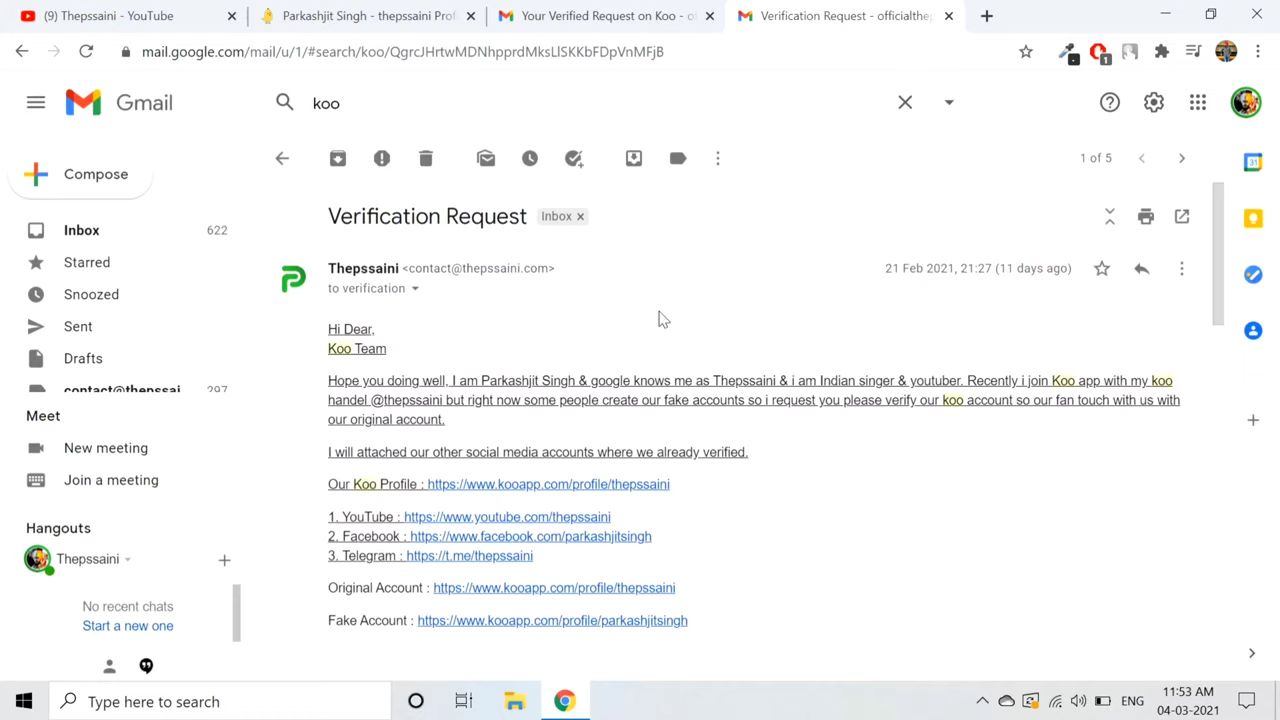 (9) Thepssaini - YouTube
Parkashjit Singh - thepssaini Prof
Your Verified Request on Koo - o
Verification Request - officialthep
mail.google.com/mail/u/1/#search/koo/QgrcJHrtwMDNhpprdMksLlSKKbFDpVnMFjB
1
Gmail
koo
Compose
1 of 5
31
Verification Request
Inbox ×
Inbox 622
Starred
Snoozed
Sent
Drafts
contact@thepssai 297
Thepssaini <contact@thepssaini.com>
21 Feb 2021, 21:27 (11 days ago)
to verification
Hi Dear,
Koo Team
Hope you doing well, I am Parkashjit Singh & google knows me as Thepssaini & i am Indian singer & youtuber. Recently i join Koo app with my koo
handel @thepssaini but right now some people create our fake accounts so i request you please verify our koo account so our fan touch with us with
our original account.
I will attached our other social media accounts where we already verified.
Our Koo Profile : https://www.kooapp.com/profile/thepssaini
1. YouTube : https://www.youtube.com/thepssaini
2. Facebook : https://www.facebook.com/parkashjitsingh
3. Telegram : https://t.me/thepssaini
Original Account : https://www.kooapp.com/profile/thepssaini
Fake Account : https://www.kooapp.com/profile/parkashjitsingh
Meet
New meeting
Join a meeting
Hangouts
Thepssaini
No recent chats
Start a new one
Type here to search
ENG
11:53 AM
04-03-2021